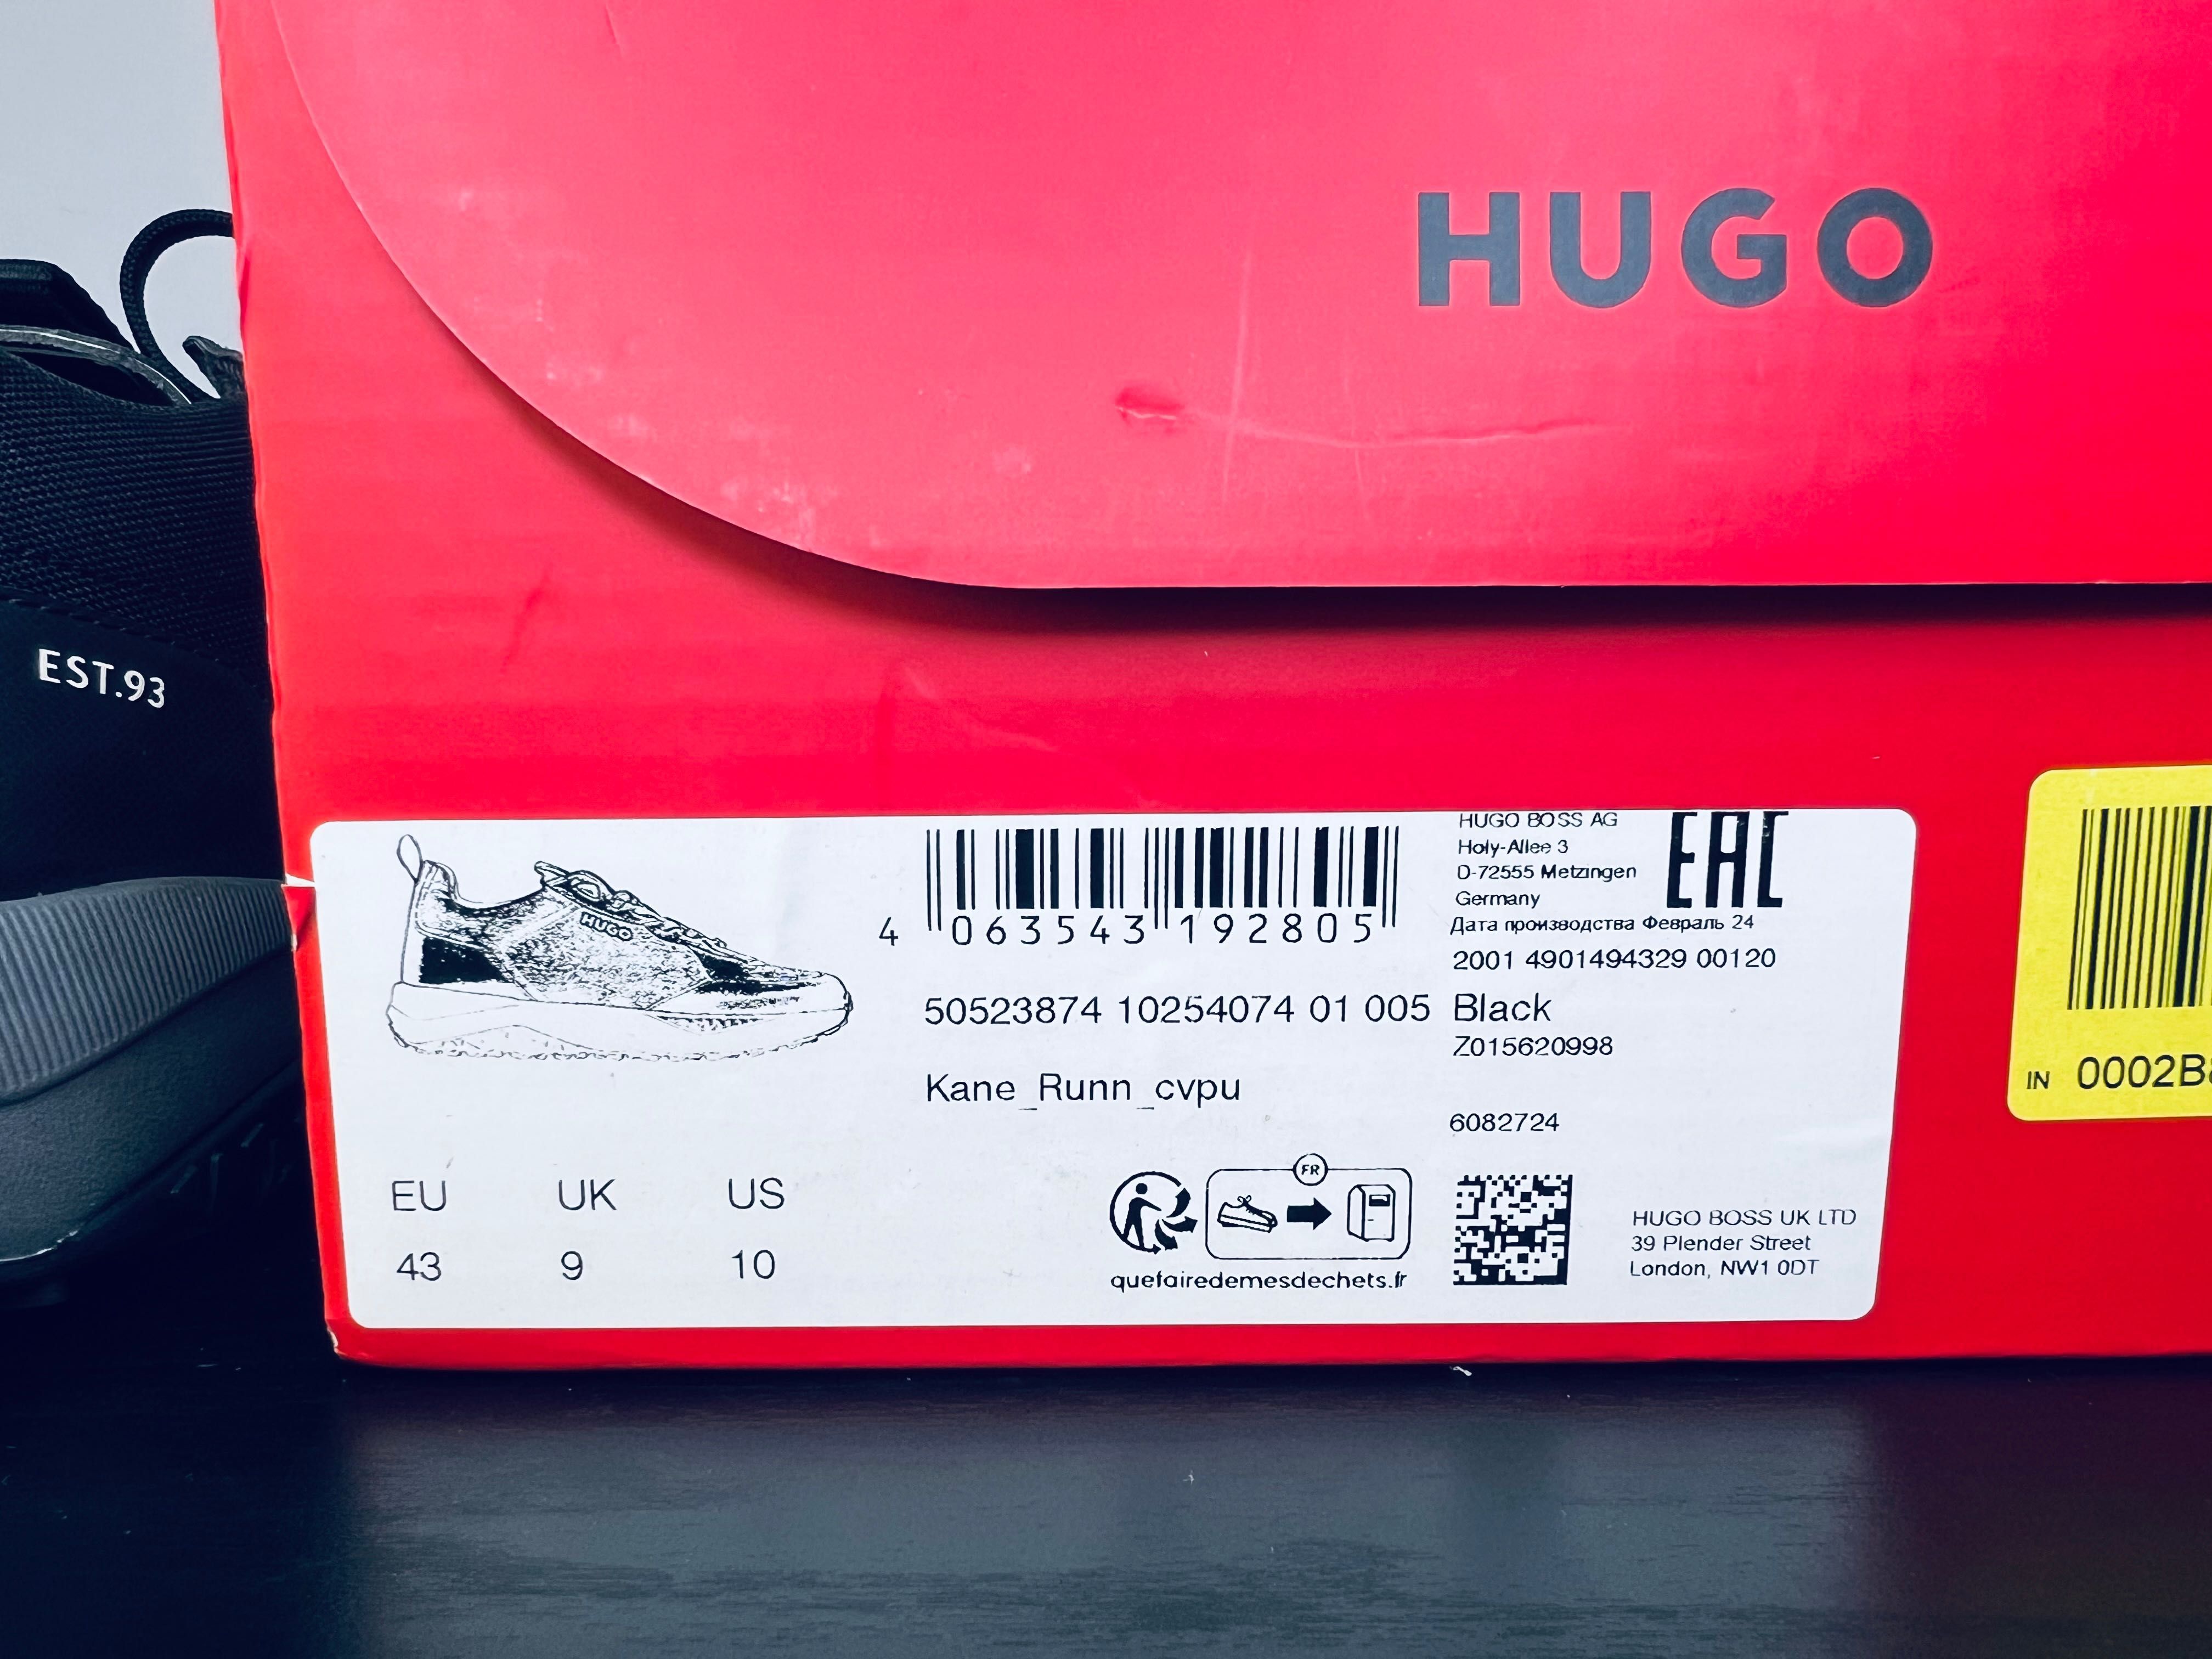 HUGO
EST.93
HUGO
4 063543 192805
HUGO BOSS AG
Holy-Allee 3
D-72555 Metzingen
Germany
EAC
Дата производства Февраль 24
2001 4901494329 00120
50523874 10254074 01 005 Black
Z015620998
Kane_Runn_cvpu
6082724
IN 0002B
EU UK US
43 9 10
FR
quefairedemesdechets.fr
HUGO BOSS UK LTD
39 Plender Street
London, NW1 0DT